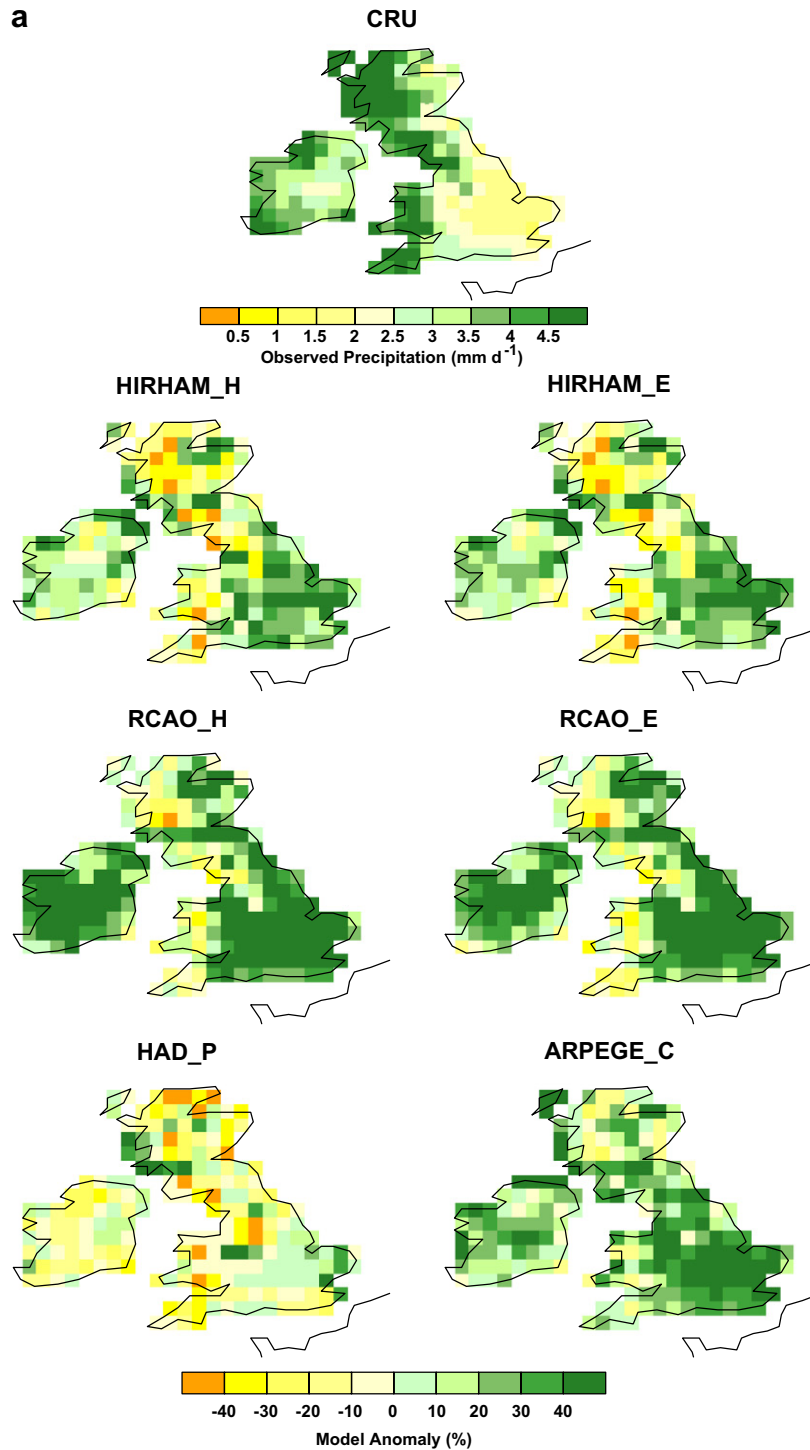 a
CRU
0.5 1 1.5 2 2.5 3 3.5 4 4.5
Observed Precipitation (mm d-1)
HIRHAM_H HIRHAM_E
RCAO_H RCAO_E
HAD_P ARPEGE_C
-40 -30 -20 -10 0 10 20 30 40
Model Anomaly (%)